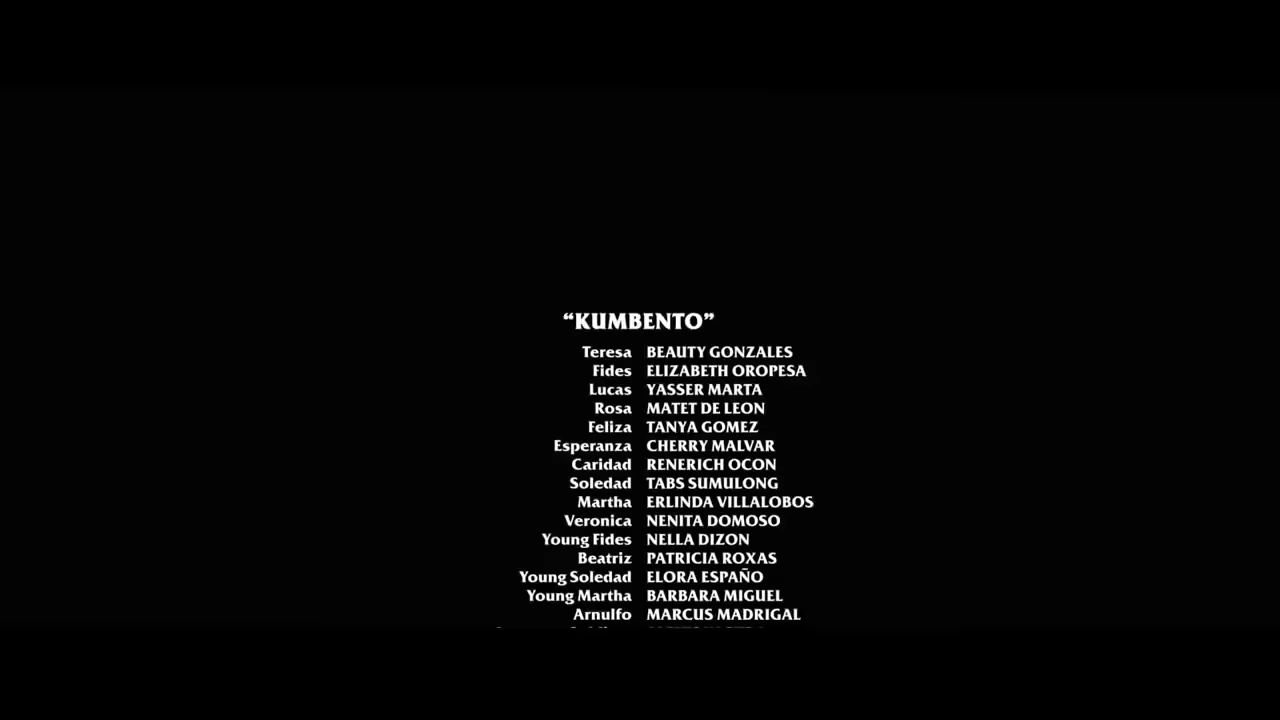 “KUMBENTO”
Teresa BEAUTY GONZALES
Fides ELIZABETH OROPESA
Lucas YASSER MARTA
Rosa MATET DE LEON
Feliza TANYA GOMEZ
Esperanza CHERRY MALVAR
Caridad RENERICH OCON
Soledad TABS SUMULONG
Martha ERLINDA VILLALOBOS
Veronica NENITA DOMOSO
Young Fides NELLA DIZON
Beatriz PATRICIA ROXAS
Young Soledad ELORA ESPAÑO
Young Martha BARBARA MIGUEL
Arnulfo MARCUS MADRIGAL